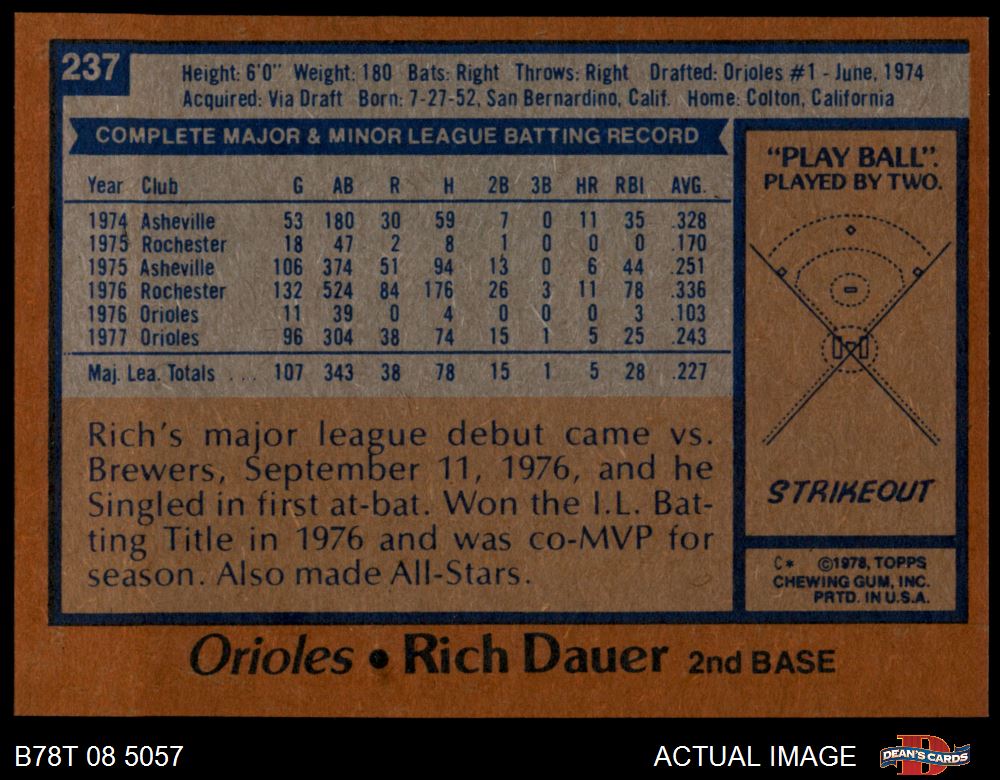 237
Height: 6'0" Weight: 180 Bats: Right Throws: Right Drafted: Orioles #1 - June, 1974
Acquired: Via Draft Born: 7-27-52, San Bernardino, Calif. Home: Colton, California
COMPLETE MAJOR & MINOR LEAGUE BATTING RECORD
Year Club G AB R H 2B 3B HR RBI AVG.
1974 Asheville 53 180 30 59 7 0 11 35 .328
1975 Rochester 18 47 2 8 1 0 0 0 .170
1975 Asheville 106 374 51 94 13 0 6 44 .251
1976 Rochester 132 524 84 176 26 3 11 78 .336
1976 Orioles 11 39 0 4 0 0 0 3 .103
1977 Orioles 96 304 38 74 15 1 5 25 .243
Maj. Lea. Totals ... 107 343 38 78 15 1 5 28 .227
Rich's major league debut came vs.
Brewers, September 11, 1976, and he
Singled in first at-bat. Won the I.L. Bat-
ting Title in 1976 and was co-MVP for
season. Also made All-Stars.
"PLAY BALL".
PLAYED BY TWO.
STRIKEOUT
C* ©1978, TOPPS
CHEWING GUM, INC.
PRTD. IN U.S.A.
Orioles • Rich Dauer 2nd BASE
B78T 08 5057
ACTUAL IMAGE
DEAN'S CARDS